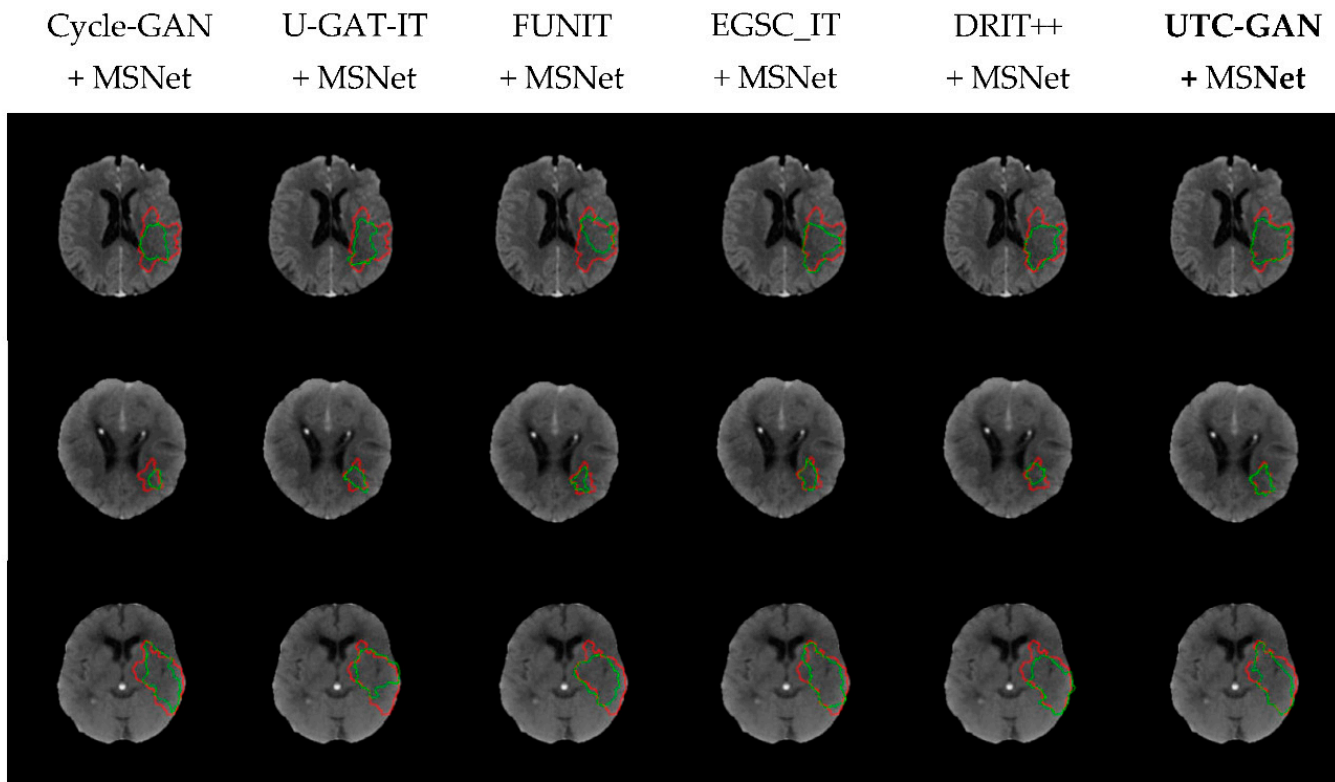 Cycle-GAN U-GAT-IT FUNIT EGSC_IT DRIT++ UTC-GAN
+ MSNet + MSNet + MSNet + MSNet + MSNet + MSNet